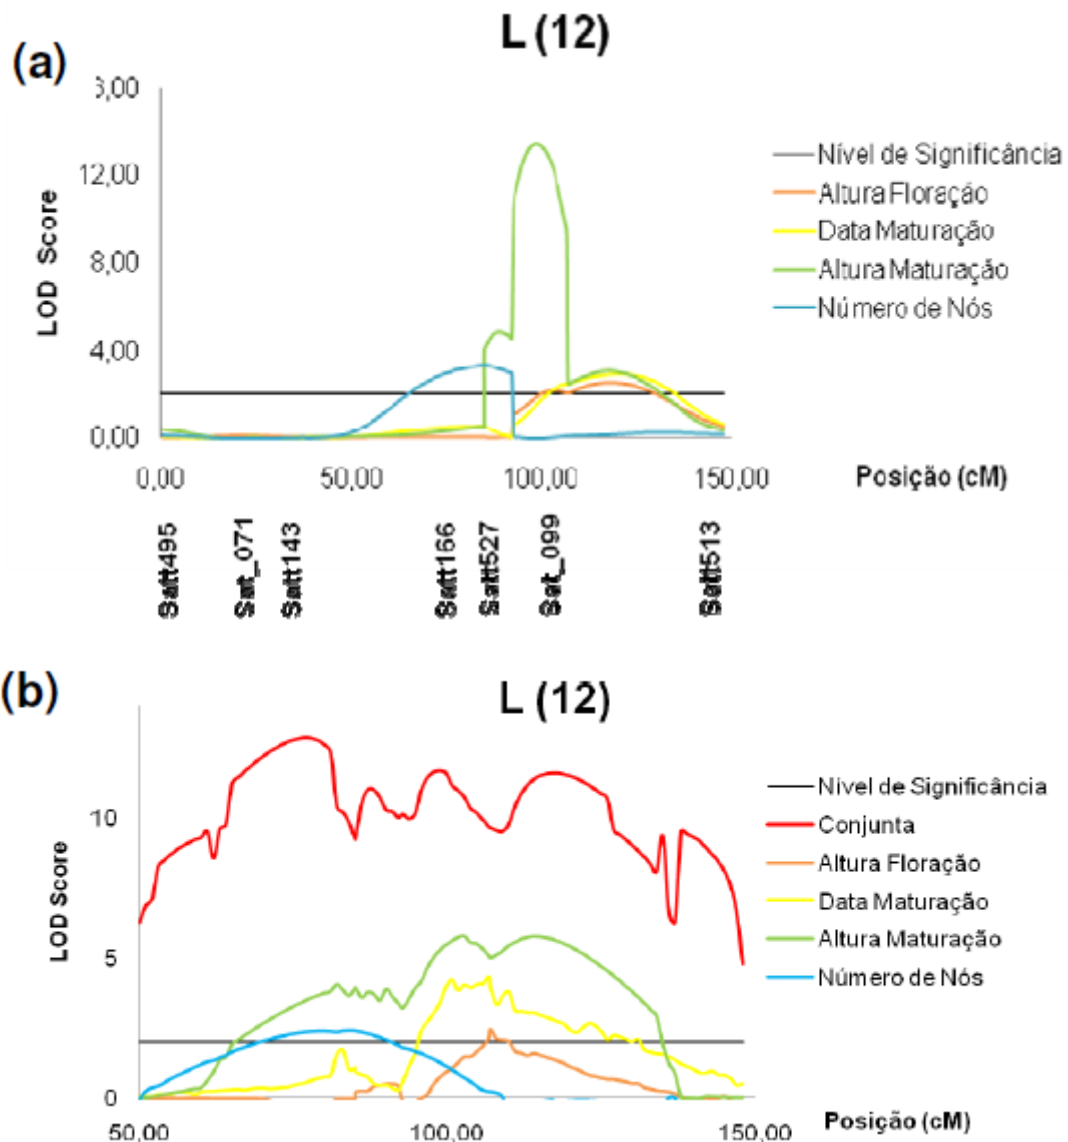 L (12)
(a)
12,00
8,00
4,00
0,00
LOD Score
0,00 50,00 100,00 150,00
Posição (cM)
Nível de Significância
Altura Floração
Data Maturação
Altura Maturação
Número de Nós
Satt495
Sat_071
Satt143
Satt166
Satt527
Sat_099
Satt513
(b)
L (12)
10
5
0
LOD Score
50,00 100,00 150,00
Posição (cM)
Nível de Significância
Conjunta
Altura Floração
Data Maturação
Altura Maturação
Número de Nós